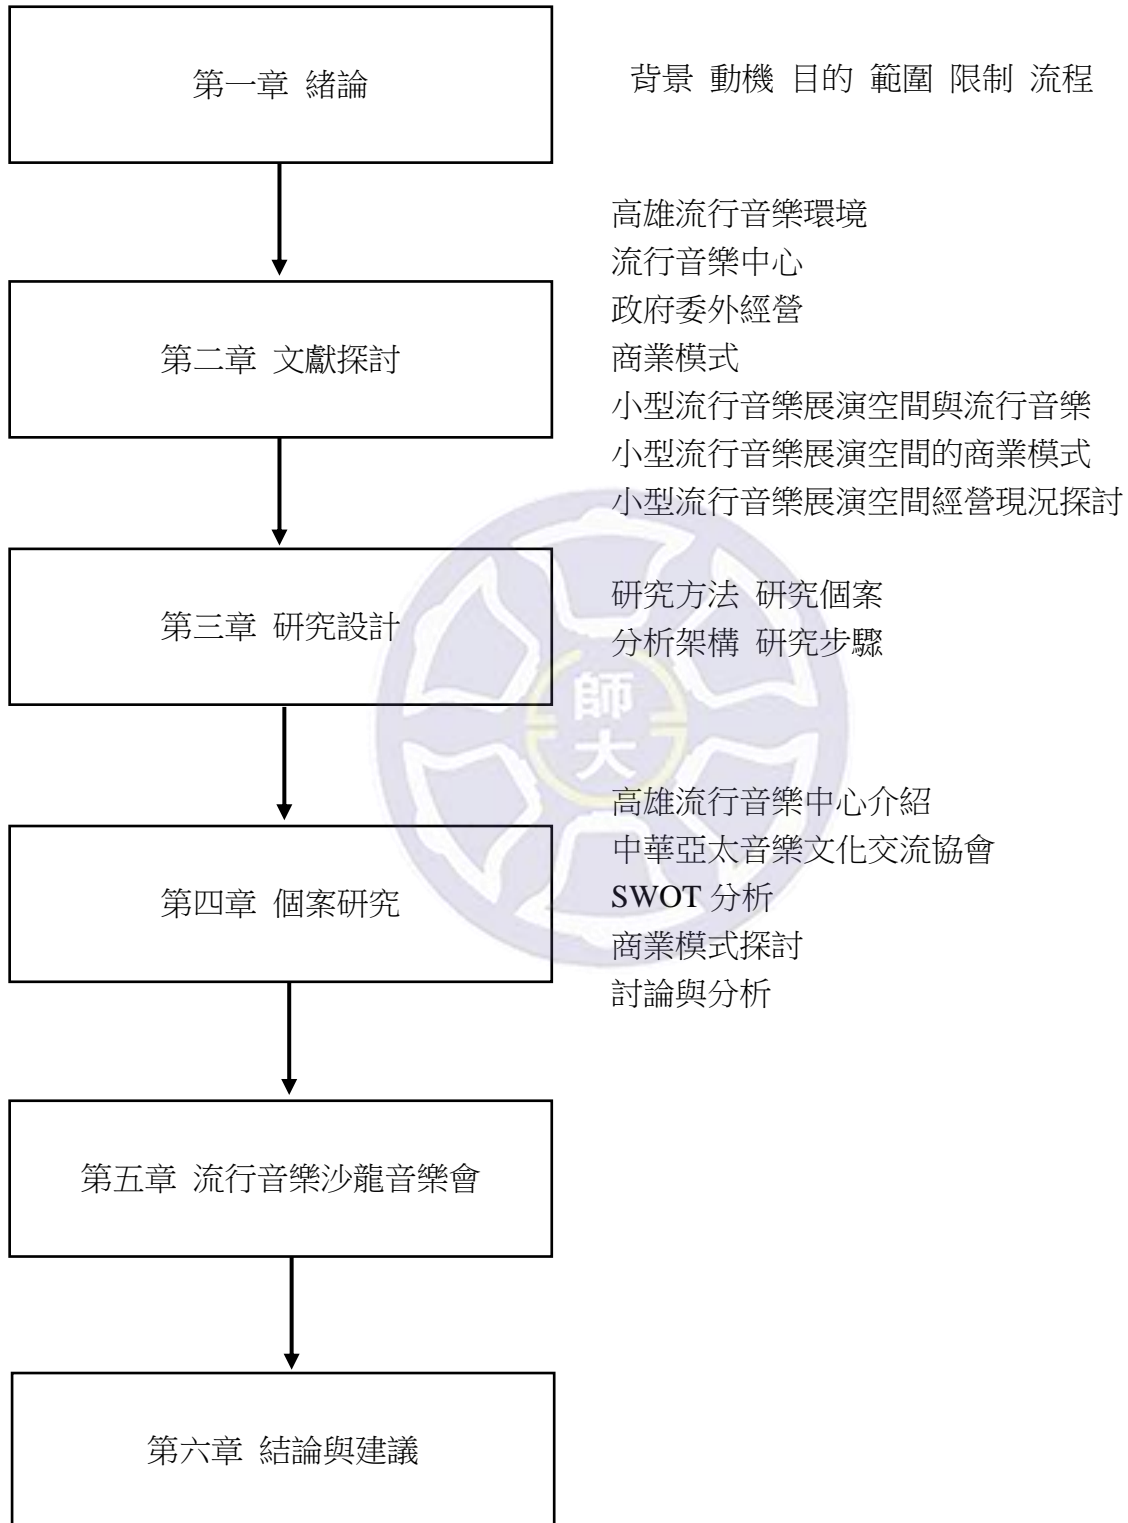 第一章 緒論
背景 動機 目的 範圍 限制 流程
第二章 文獻探討
高雄流行音樂環境
流行音樂中心
政府委外經營
商業模式
小型流行音樂展演空間與流行音樂
小型流行音樂展演空間的商業模式
小型流行音樂展演空間經營現況探討
第三章 研究設計
研究方法 研究個案
分析架構 研究步驟
師大
第四章 個案研究
高雄流行音樂中心介紹
中華亞太音樂文化交流協會
SWOT 分析
商業模式探討
討論與分析
第五章 流行音樂沙龍音樂會
第六章 結論與建議